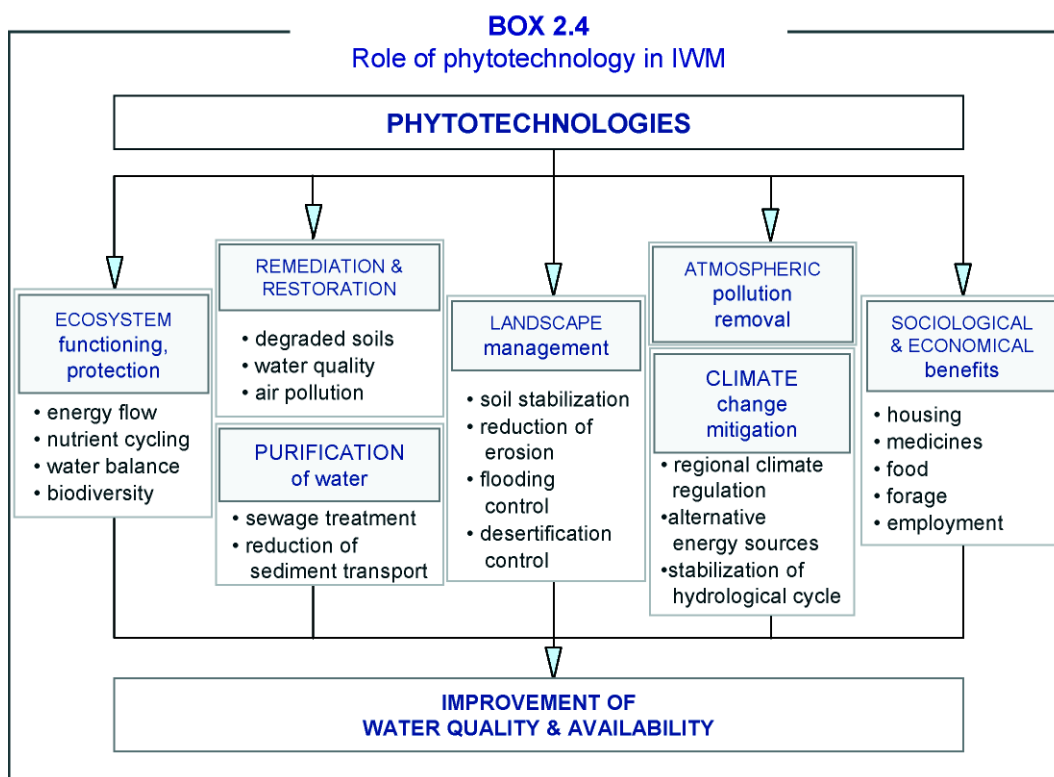 BOX 2.4
Role of phytotechnology in IWM
PHYTOTECHNOLOGIES
ECOSYSTEM
functioning,
protection
• energy flow
• nutrient cycling
• water balance
• biodiversity
REMEDIATION &
RESTORATION
• degraded soils
• water quality
• air pollution
PURIFICATION
of water
• sewage treatment
• reduction of
sediment transport
LANDSCAPE
management
• soil stabilization
• reduction of
erosion
• flooding
control
• desertification
control
ATMOSPHERIC
pollution
removal
CLIMATE
change
mitigation
• regional climate
regulation
•alternative
energy sources
•stabilization of
hydrological cycle
SOCIOLOGICAL
& ECONOMICAL
benefits
• housing
• medicines
• food
• forage
• employment
IMPROVEMENT OF
WATER QUALITY & AVAILABILITY